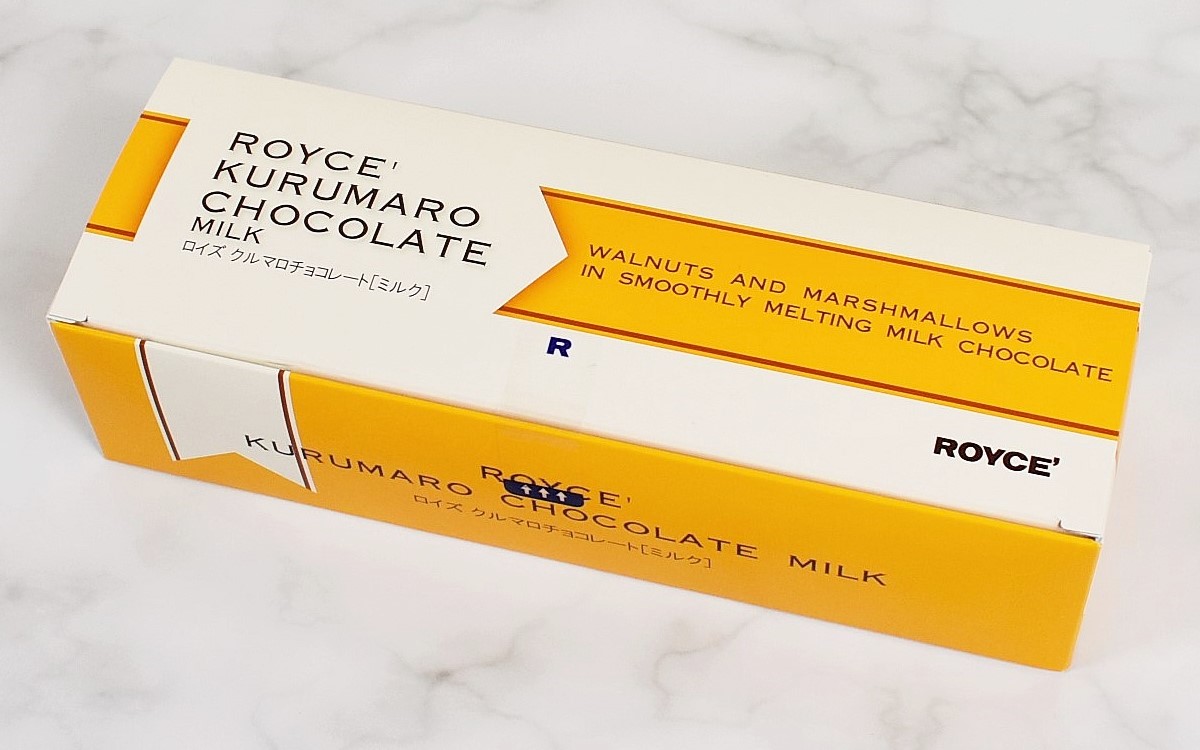 ROYCE'
KURUMARO
CHOCOLATE
MILK
ロイズ クルマロチョコレート[ミルク]
WALNUTS AND MARSHMALLOWS
IN SMOOTHLY MELTING MILK CHOCOLATE
R
ROYCE'
ROYCE'
KURUMARO CHOCOLATE MILK
ロイズ クルマロチョコレート[ミルク]